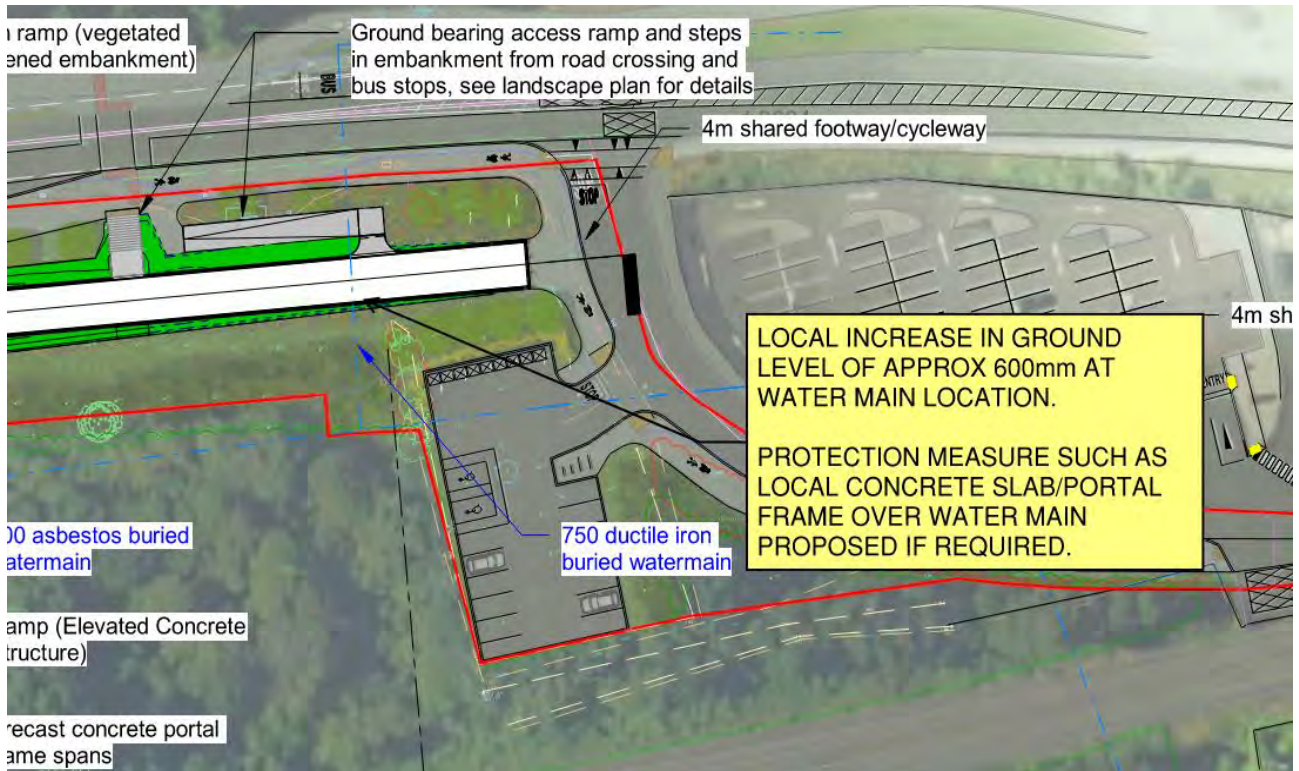 ramp (vegetated
ened embankment)
Ground bearing access ramp and steps
in embankment from road crossing and
bus stops, see landscape plan for details
BUS
4m shared footway/cycleway
STOP
4m sh
LOCAL INCREASE IN GROUND
LEVEL OF APPROX 600mm AT
WATER MAIN LOCATION.
PROTECTION MEASURE SUCH AS
LOCAL CONCRETE SLAB/PORTAL
FRAME OVER WATER MAIN
PROPOSED IF REQUIRED.
ENTRY
STOP
00 asbestos buried
atermain
750 ductile iron
buried watermain
amp (Elevated Concrete
tructure)
recast concrete portal
ame spans